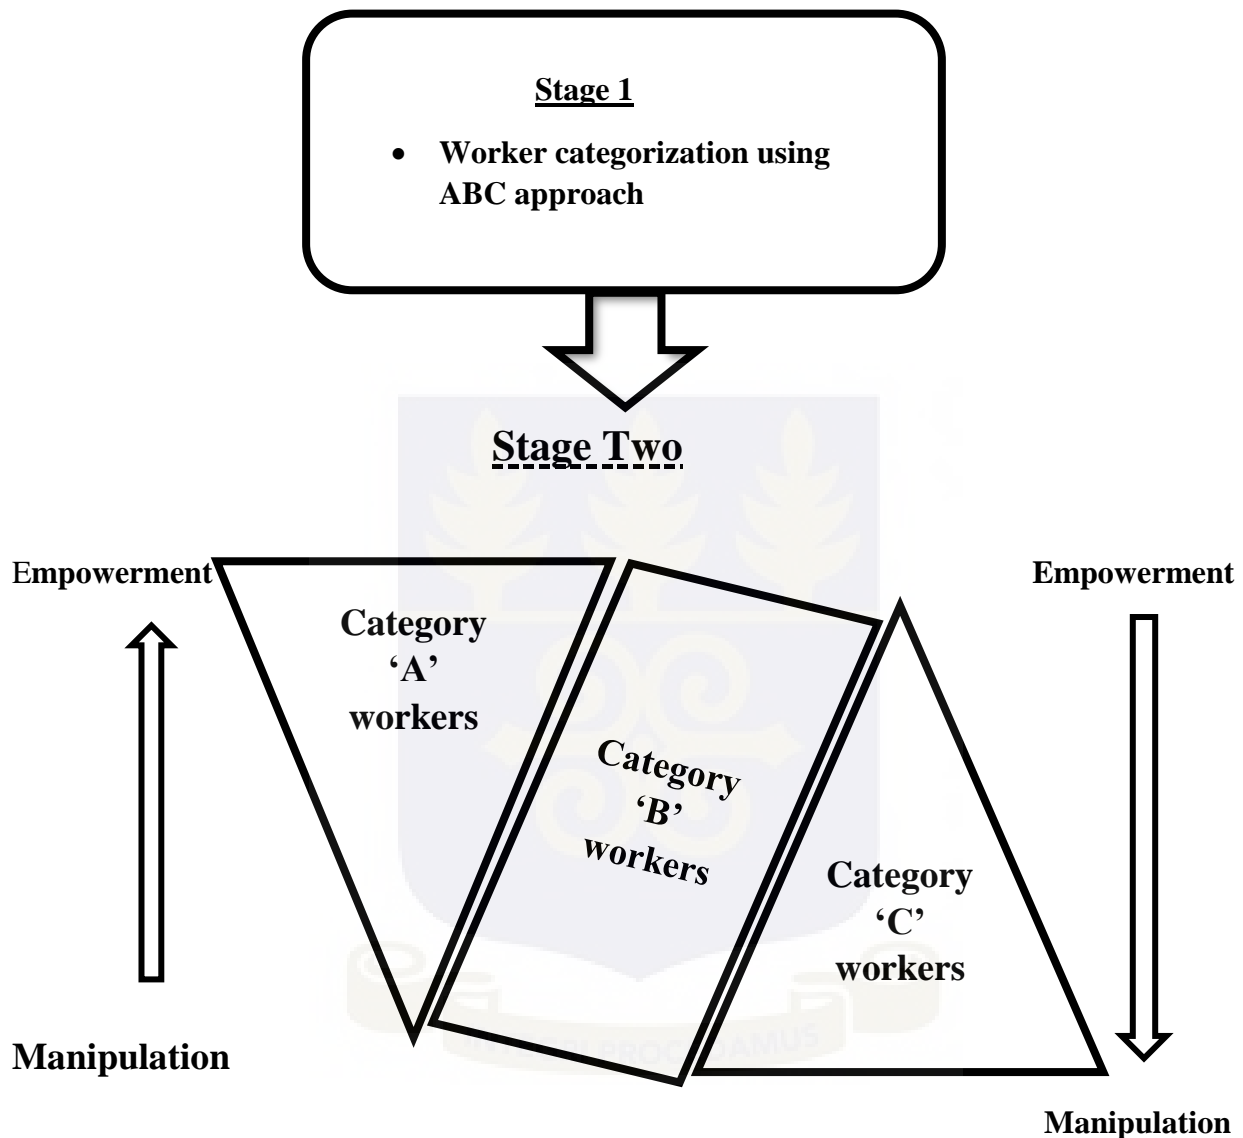 Stage 1
• Worker categorization using
ABC approach
Stage Two
Empowerment
Empowerment
Category
‘A’
workers
Category
‘B’
workers
Category
‘C’
workers
Manipulation
Manipulation